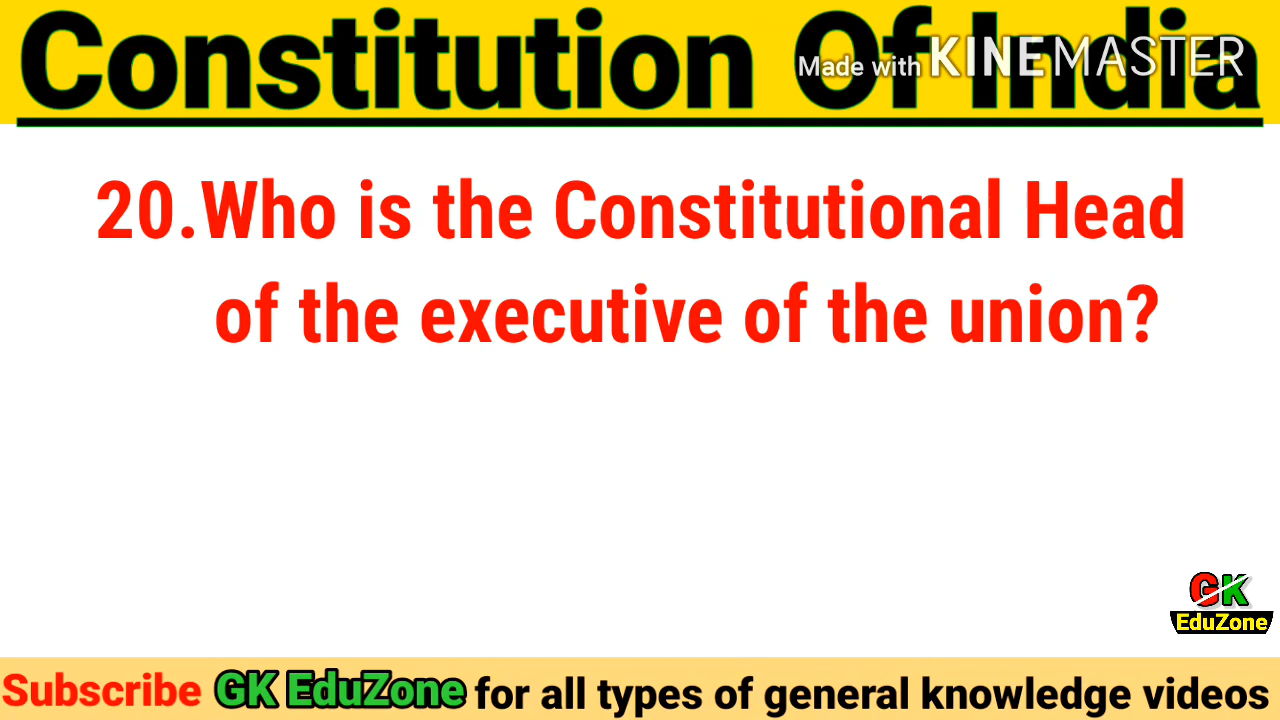 Constitution Of India
Made with KINEMASTER
20.Who is the Constitutional Head
of the executive of the union?
GK
EduZone
Subscribe GK EduZone for all types of general knowledge videos